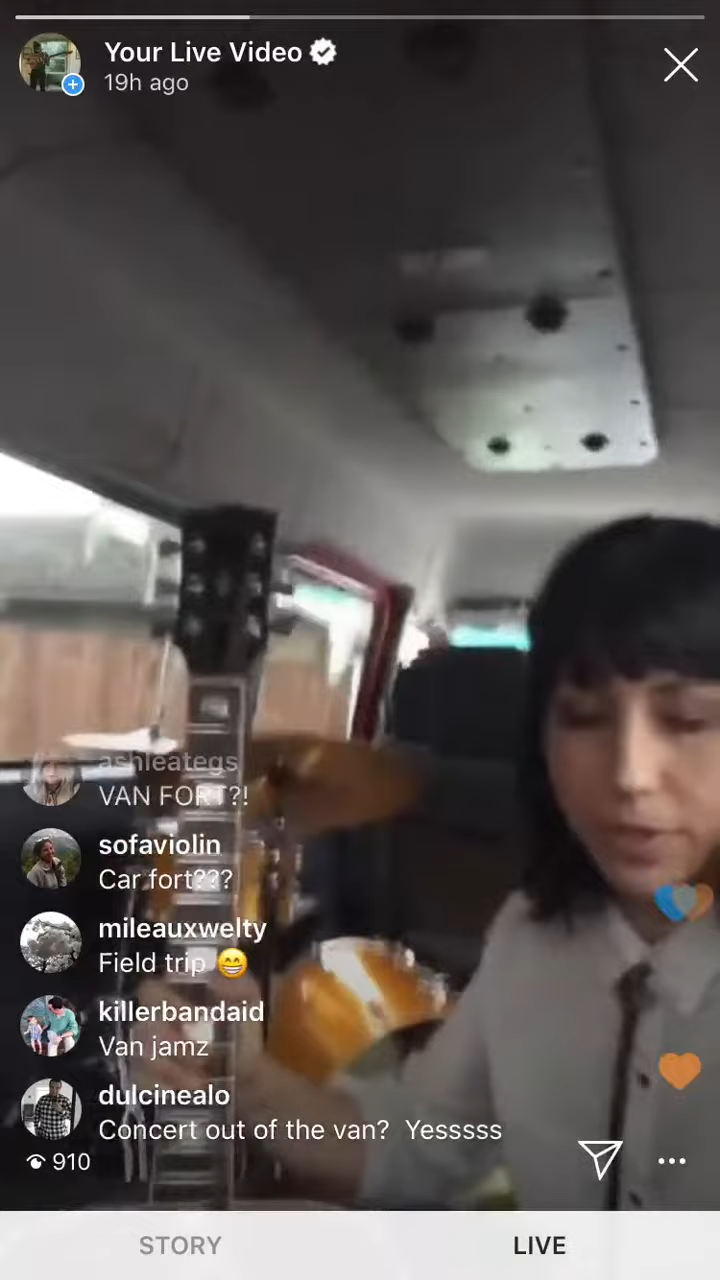 Your Live Video
19h ago
ashleategs
VAN FORT?!
sofaviolin
Car fort???
mileauxwelty
Field trip 😁
killerbandaid
Van jamz
dulcinealo
Concert out of the van? Yesssss
910
STORY
LIVE